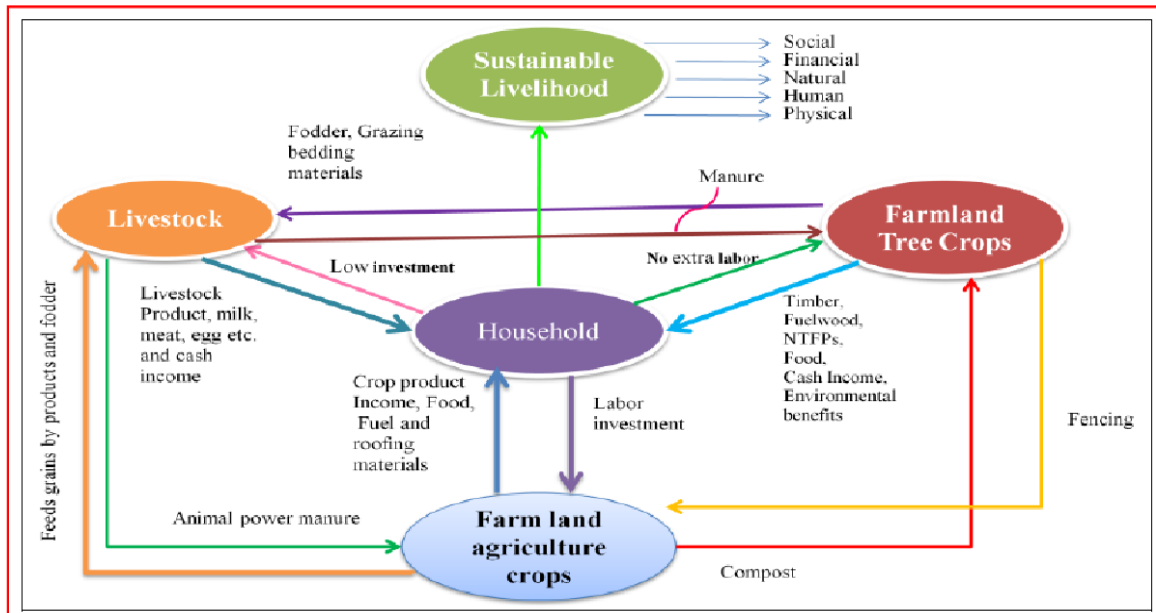 Sustainable
Livelihood
Social
Financial
Natural
Human
Physical
Fodder, Grazing
bedding
materials
Manure
Livestock
Farmland
Tree Crops
Low investment
No extra labor
Livestock
Product, milk,
meat, egg etc.
and cash
income
Household
Timber,
Fuelwood,
NTFPs,
Food,
Cash Income,
Environmental
benefits
Crop product
Income, Food,
Fuel and
roofing
materials
Labor
investment
Fencing
Feeds grains by products and fodder
Animal power manure
Farm land
agriculture
crops
Compost